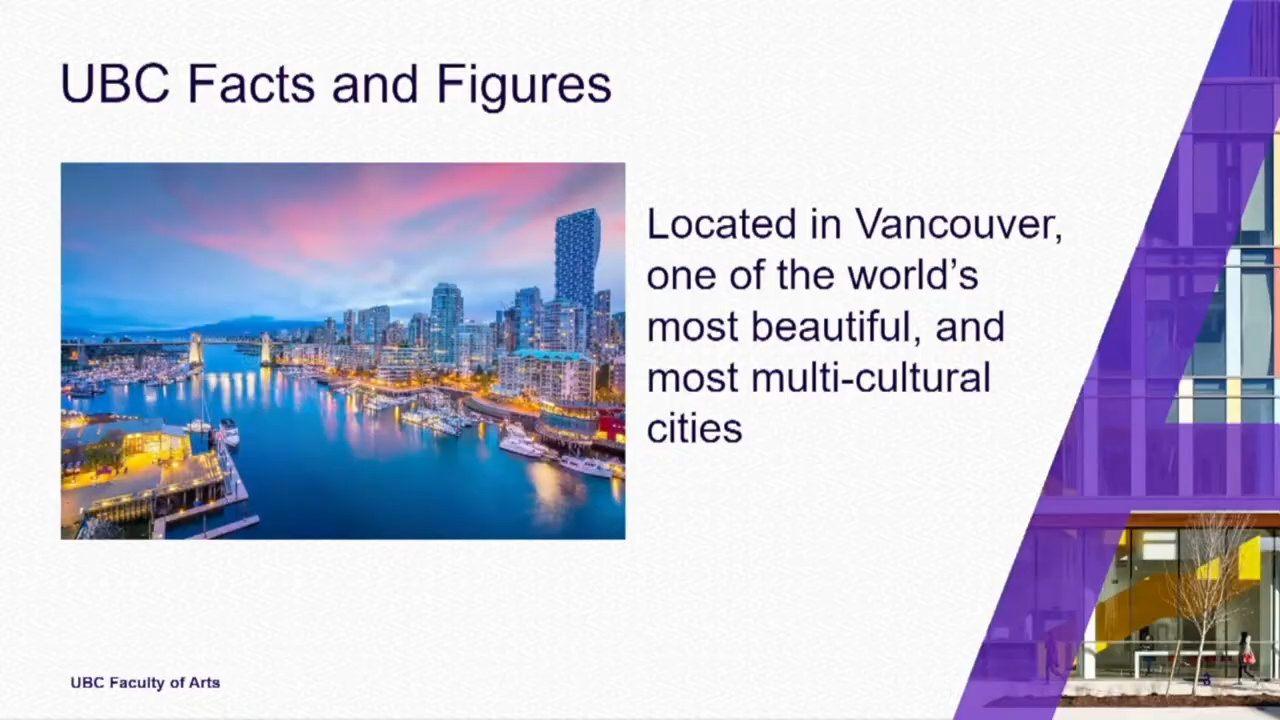 UBC Facts and Figures
Located in Vancouver,
one of the world’s
most beautiful, and
most multi-cultural
cities
UBC Faculty of Arts
3